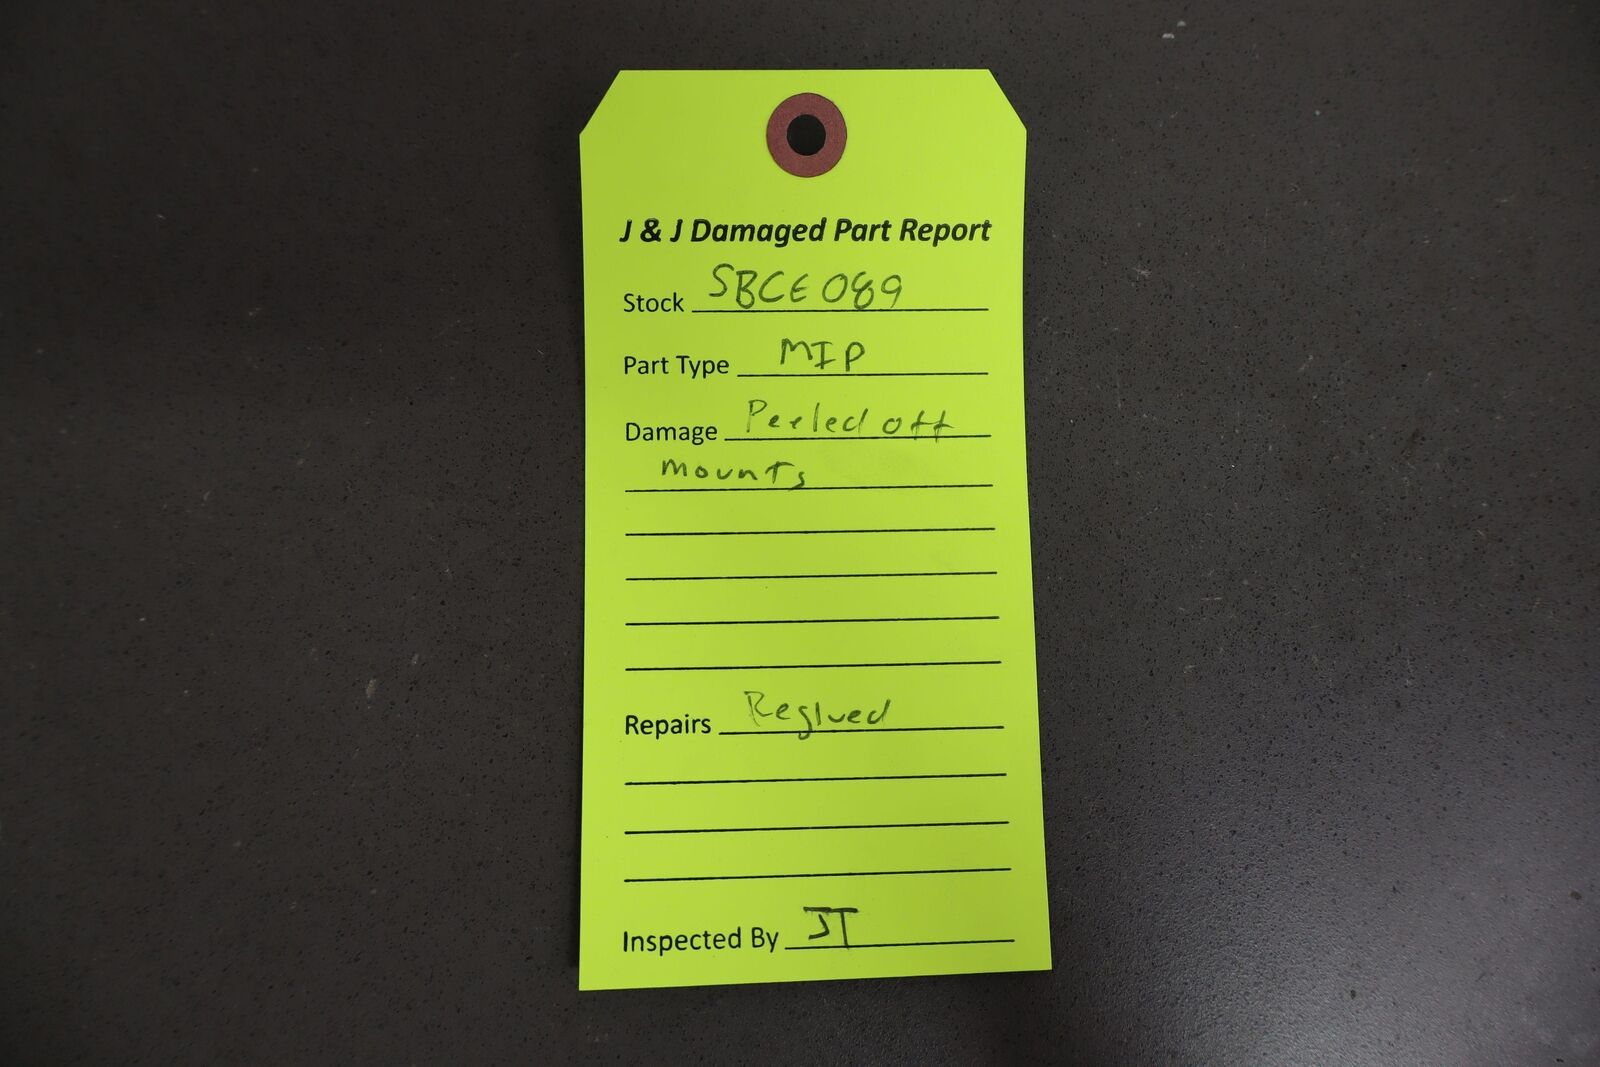 J & J Damaged Part Report
Stock SBCE089
Part Type MIP
Damage Peeled off
mounts
Repairs Reglued
Inspected By JT